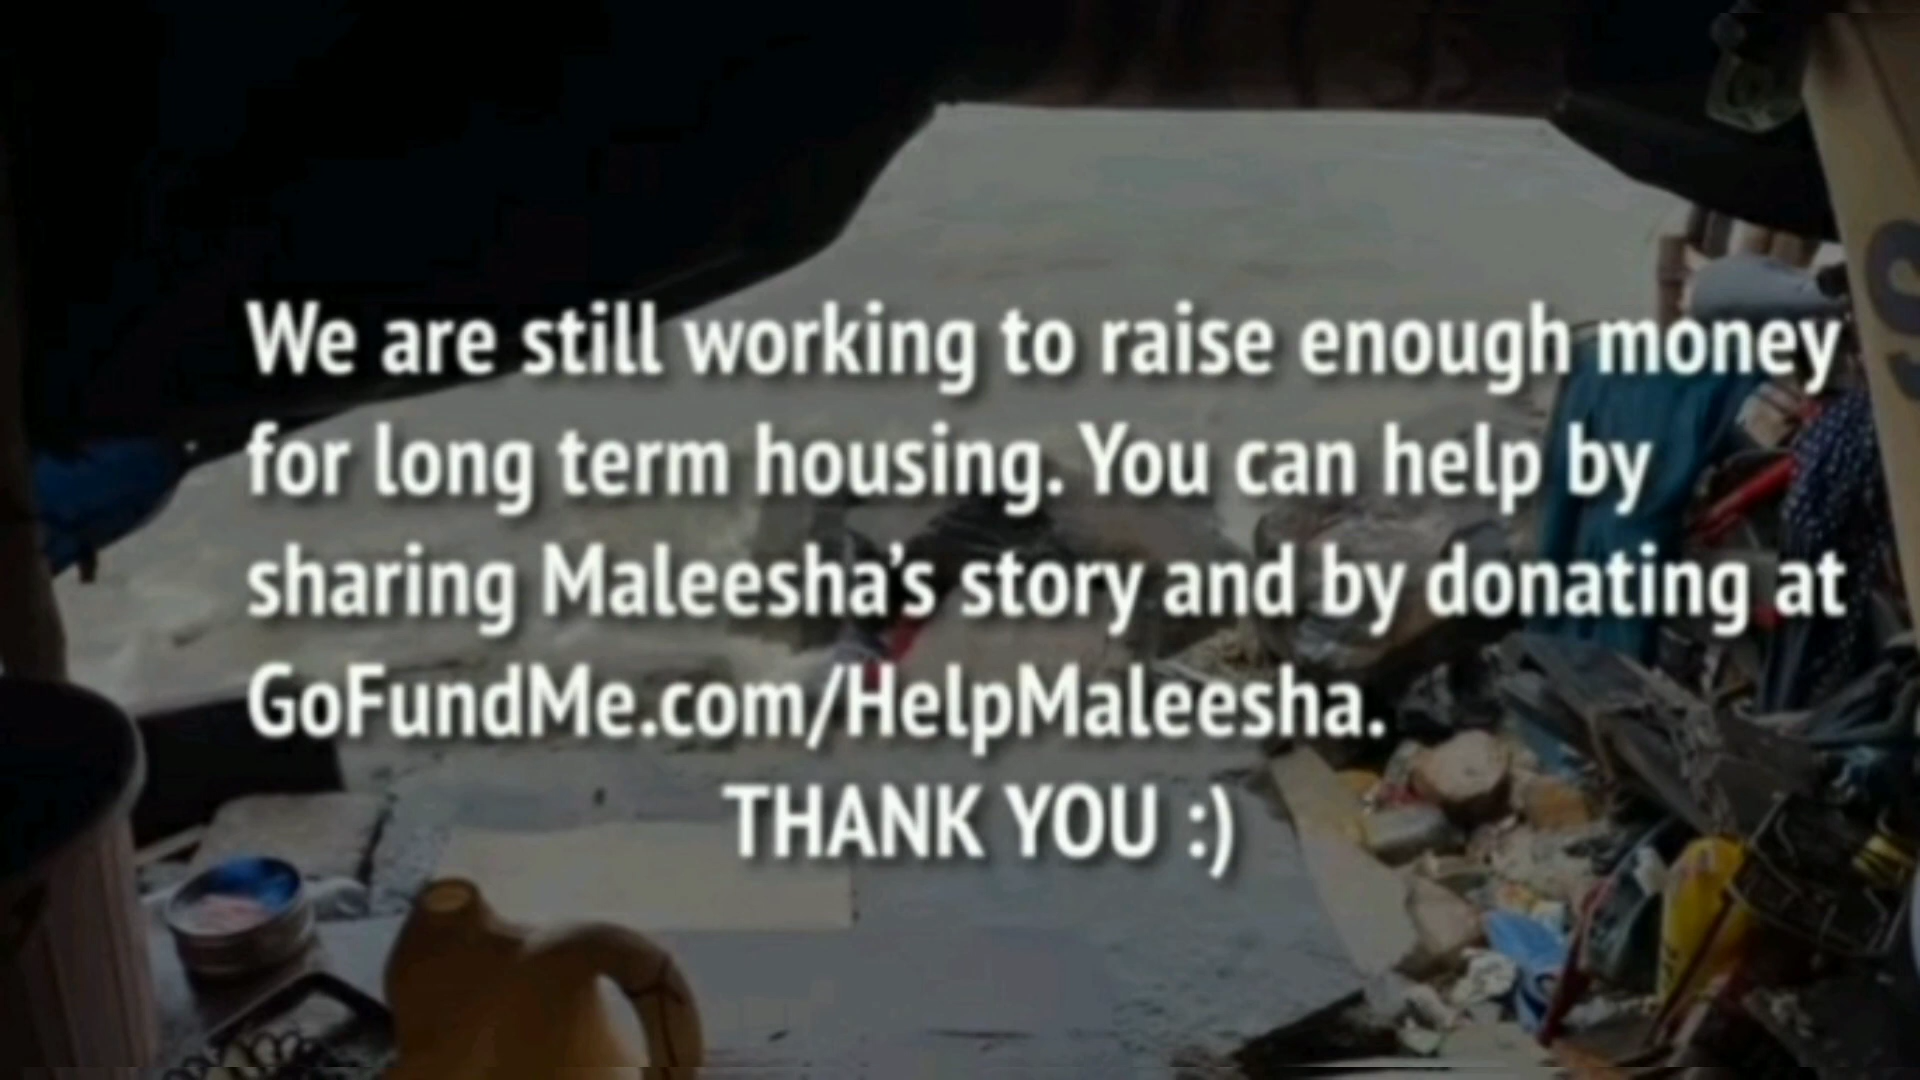 We are still working to raise enough money
for long term housing. You can help by
sharing Maleesha’s story and by donating at
GoFundMe.com/HelpMaleesha.
THANK YOU :)